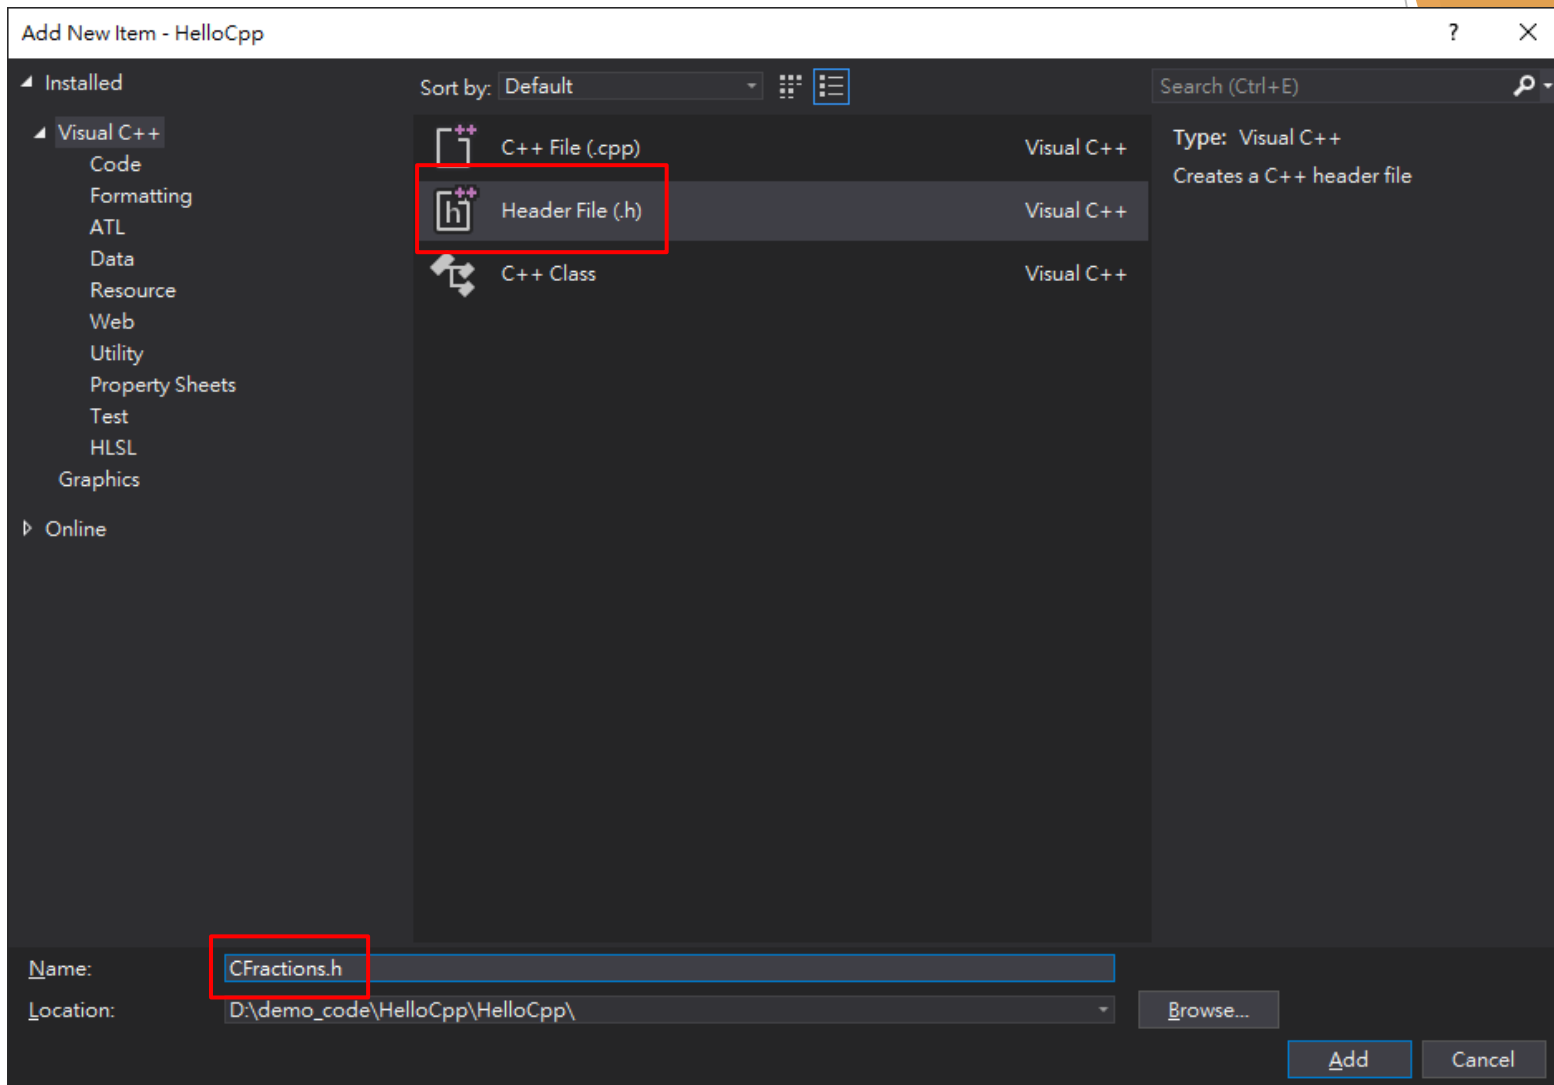 Add New Item - HelloCpp
?
Installed
Visual C++
Code
Formatting
ATL
Data
Resource
Web
Utility
Property Sheets
Test
HLSL
Graphics
Online
Sort by: Default
C++ File (.cpp) Visual C++
Header File (.h) Visual C++
C++ Class Visual C++
Search (Ctrl+E)
Type: Visual C++
Creates a C++ header file
Name: CFractions.h
Location: D:\demo_code\HelloCpp\HelloCpp\
Browse...
Add Cancel